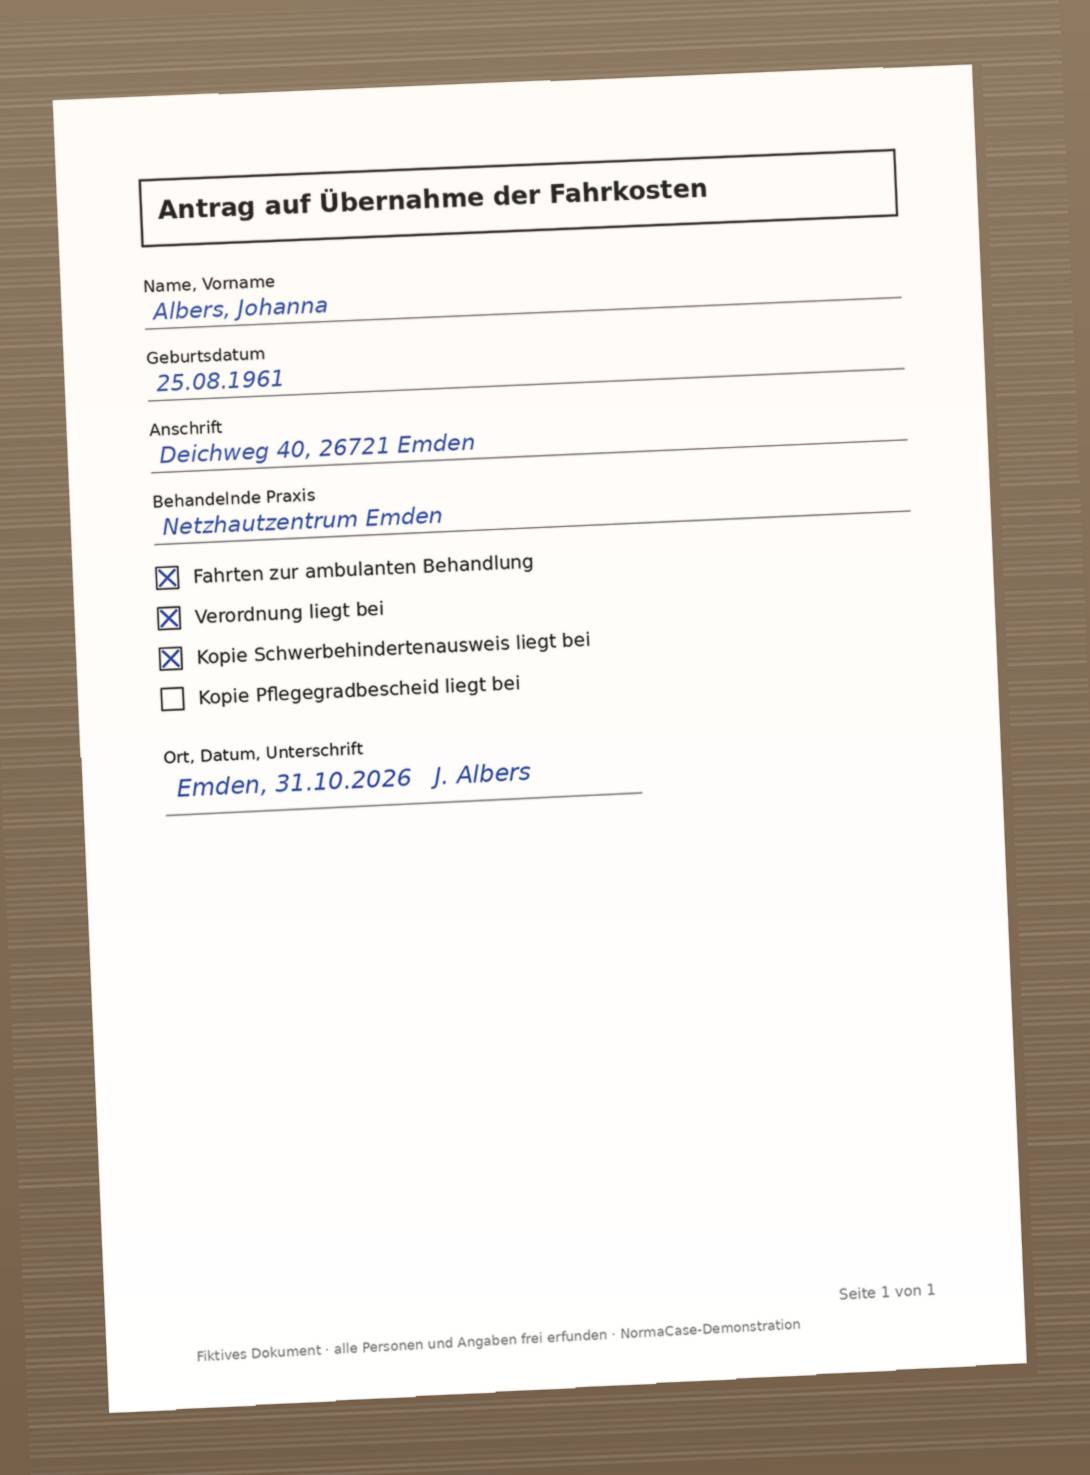 Antrag auf Übernahme der Fahrkosten
Name, Vorname
Albers, Johanna
Geburtsdatum
25.08.1961
Anschrift
Deichweg 40, 26721 Emden
Behandelnde Praxis
Netzhautzentrum Emden
Fahrten zur ambulanten Behandlung
Verordnung liegt bei
Kopie Schwerbehindertenausweis liegt bei
Kopie Pflegegradbescheid liegt bei
Ort, Datum, Unterschrift
Emden, 31.10.2026 J. Albers
Seite 1 von 1
Fiktives Dokument · alle Personen und Angaben frei erfunden · NormaCase-Demonstration